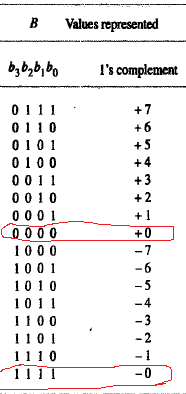 B Values represented
b3b2b1b0 1's complement
0 1 1 1 +7
0 1 1 0 +6
0 1 0 1 +5
0 1 0 0 +4
0 0 1 1 +3
0 0 1 0 +2
0 0 0 1 +1
0 0 0 0 +0
1 0 0 0 -7
1 0 0 1 -6
1 0 1 0 -5
1 0 1 1 -4
1 1 0 0 -3
1 1 0 1 -2
1 1 1 0 -1
1 1 1 1 -0